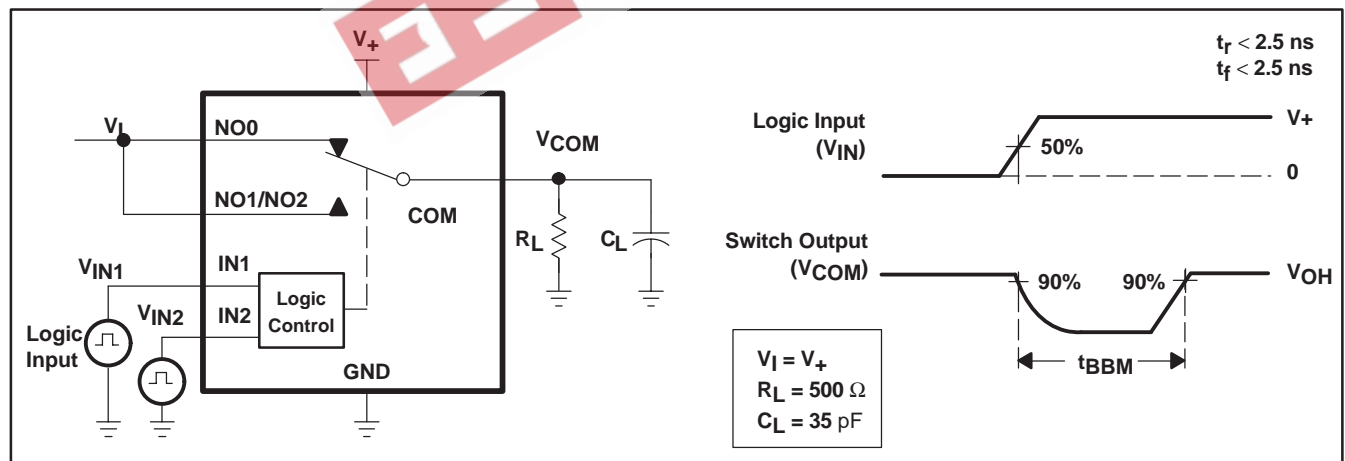 V+
VI
NO0
NO1/NO2
VCOM
COM
RL
CL
VIN1
IN1
VIN2
IN2
Logic
Control
Logic
Input
GND
tr < 2.5 ns
tf < 2.5 ns
Logic Input
(VIN)
V+
50%
0
Switch Output
(VCOM)
VOH
90%
90%
tBBM
VI = V+
RL = 500 Ω
CL = 35 pF